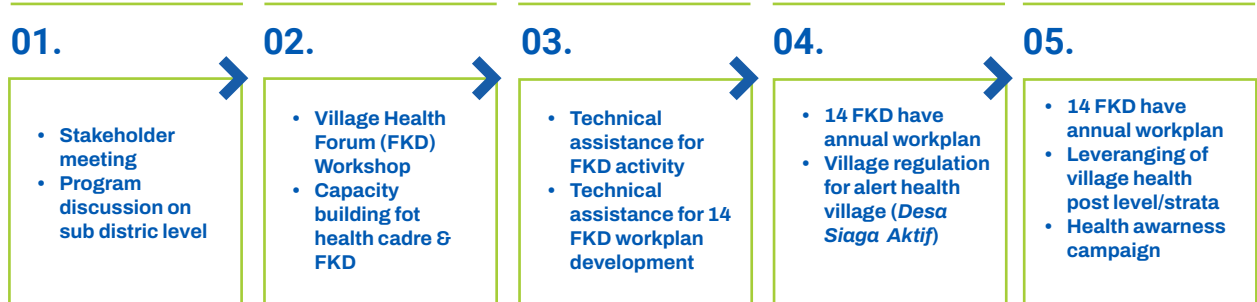 01.
• Stakeholder
meeting
• Program
discussion on
sub distric level
02.
• Village Health
Forum (FKD)
Workshop
• Capacity
building fot
health cadre &
FKD
03.
• Technical
assistance for
FKD activity
• Technical
assistance for 14
FKD workplan
development
04.
• 14 FKD have
annual workplan
• Village regulation
for alert health
village (Desa
Siaga Aktif)
05.
• 14 FKD have
annual workplan
• Leveranging of
village health
post level/strata
• Health awarness
campaign